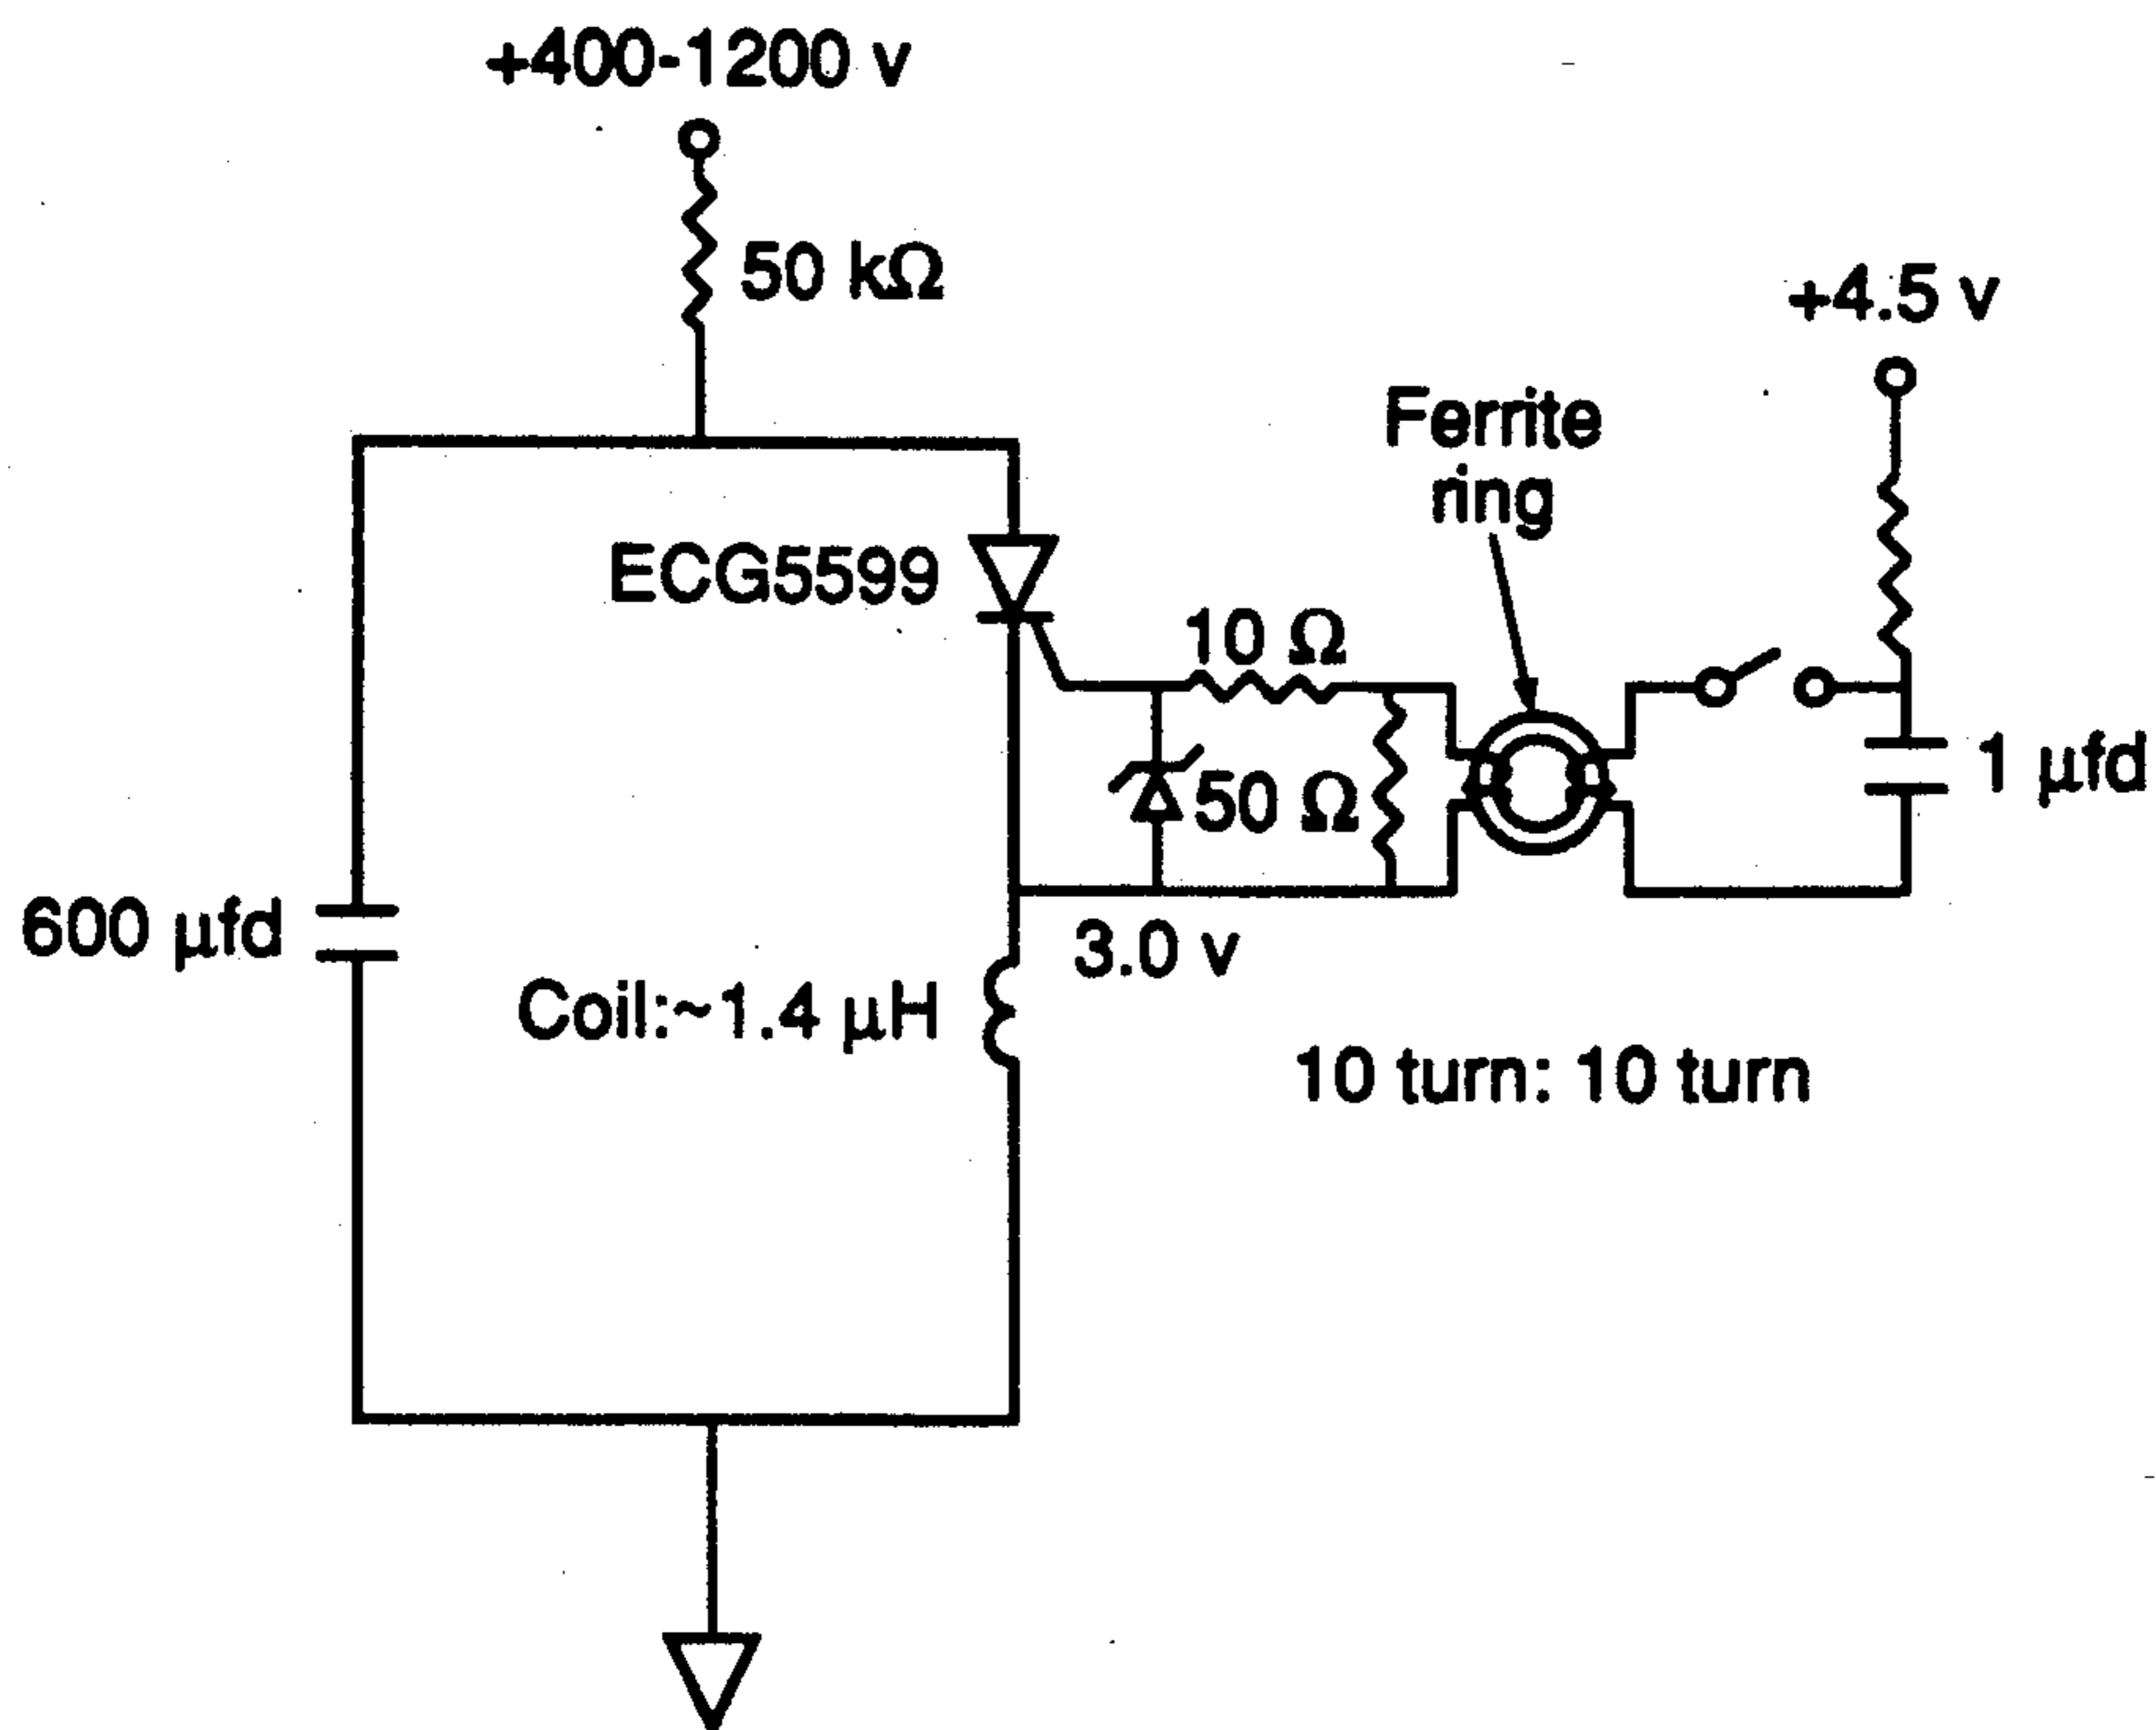 +400-1200 v
50 kΩ
+4.5 v
Ferrite
ring
ECG5599
10 Ω
50 Ω
1 µfd
600 µfd
3.0 v
Coil:~1.4 µH
10 turn: 10 turn